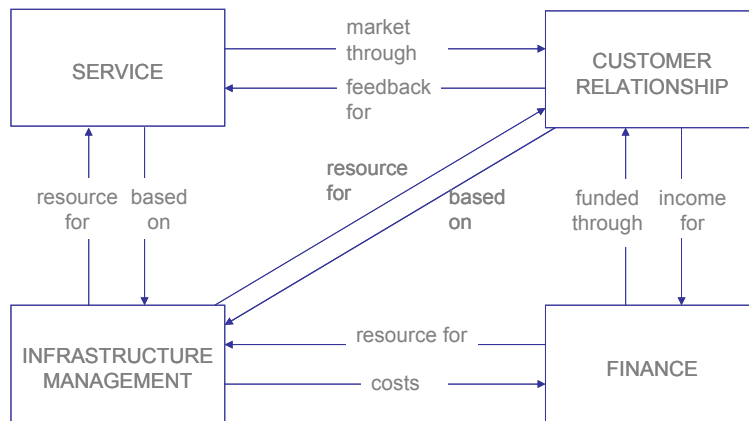 SERVICE
market
through
feedback
for
CUSTOMER
RELATIONSHIP
resource
for
based
on
resource
for
based
on
funded
through
income
for
INFRASTRUCTURE
MANAGEMENT
resource for
costs
FINANCE